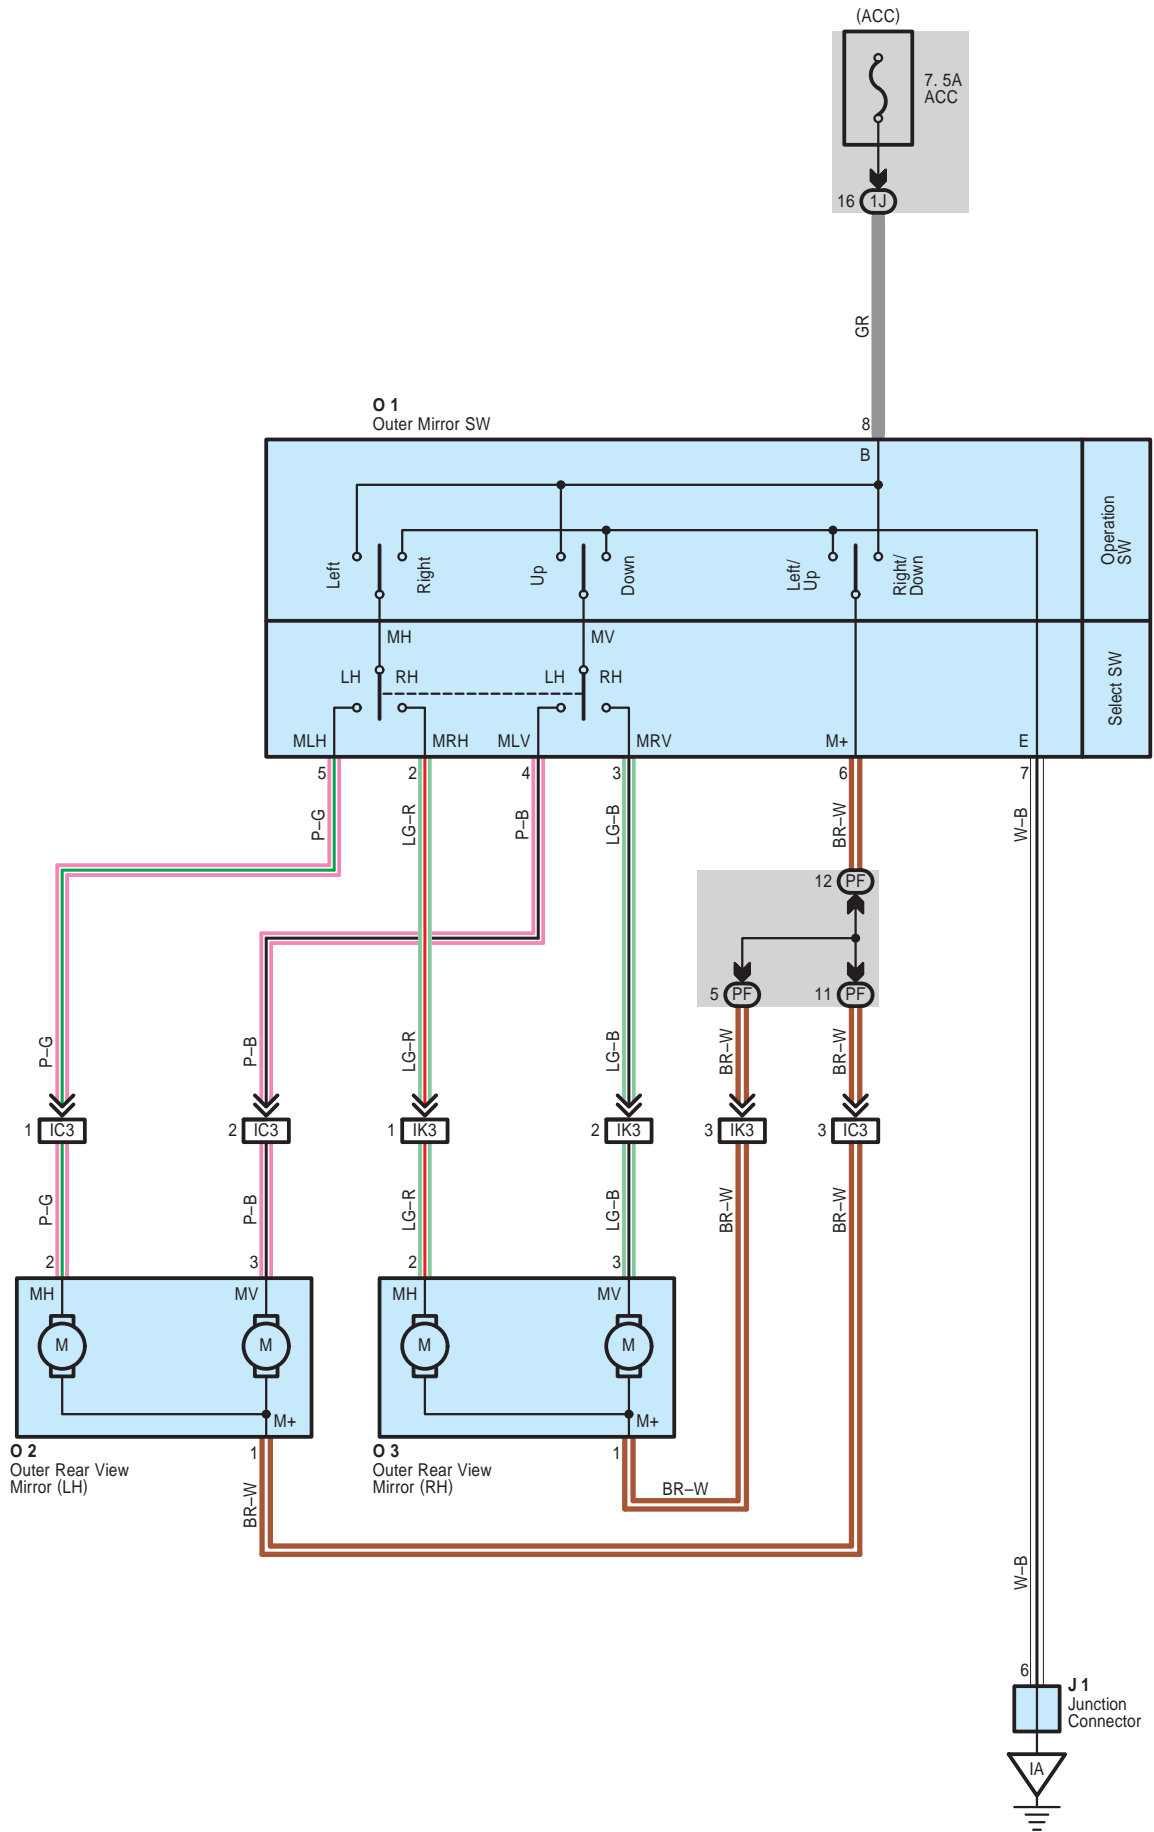 (ACC)
7. 5A
ACC
16 1J
GR
O 1
Outer Mirror SW
8
B
Left
Right
Up
Down
Left/
Up
Right/
Down
Operation
SW
MH
MV
LH RH
LH RH
Select SW
MLH MRH MLV MRV M+ E
5 2 4 3 6 7
P–G LG–R P–B LG–B BR–W W–B
12 PF
5 PF
11 PF
P–G P–B LG–R LG–B BR–W BR–W
1 IC3
2 IC3
1 IK3
2 IK3
3 IK3
3 IC3
P–G P–B LG–R LG–B BR–W BR–W
2 3 2 3
MH MV MH MV
M M M M
M+ M+
O 2
Outer Rear View
Mirror (LH)
1
BR–W
O 3
Outer Rear View
Mirror (RH)
1
BR–W
W–B
6
J 1
Junction
Connector
IA